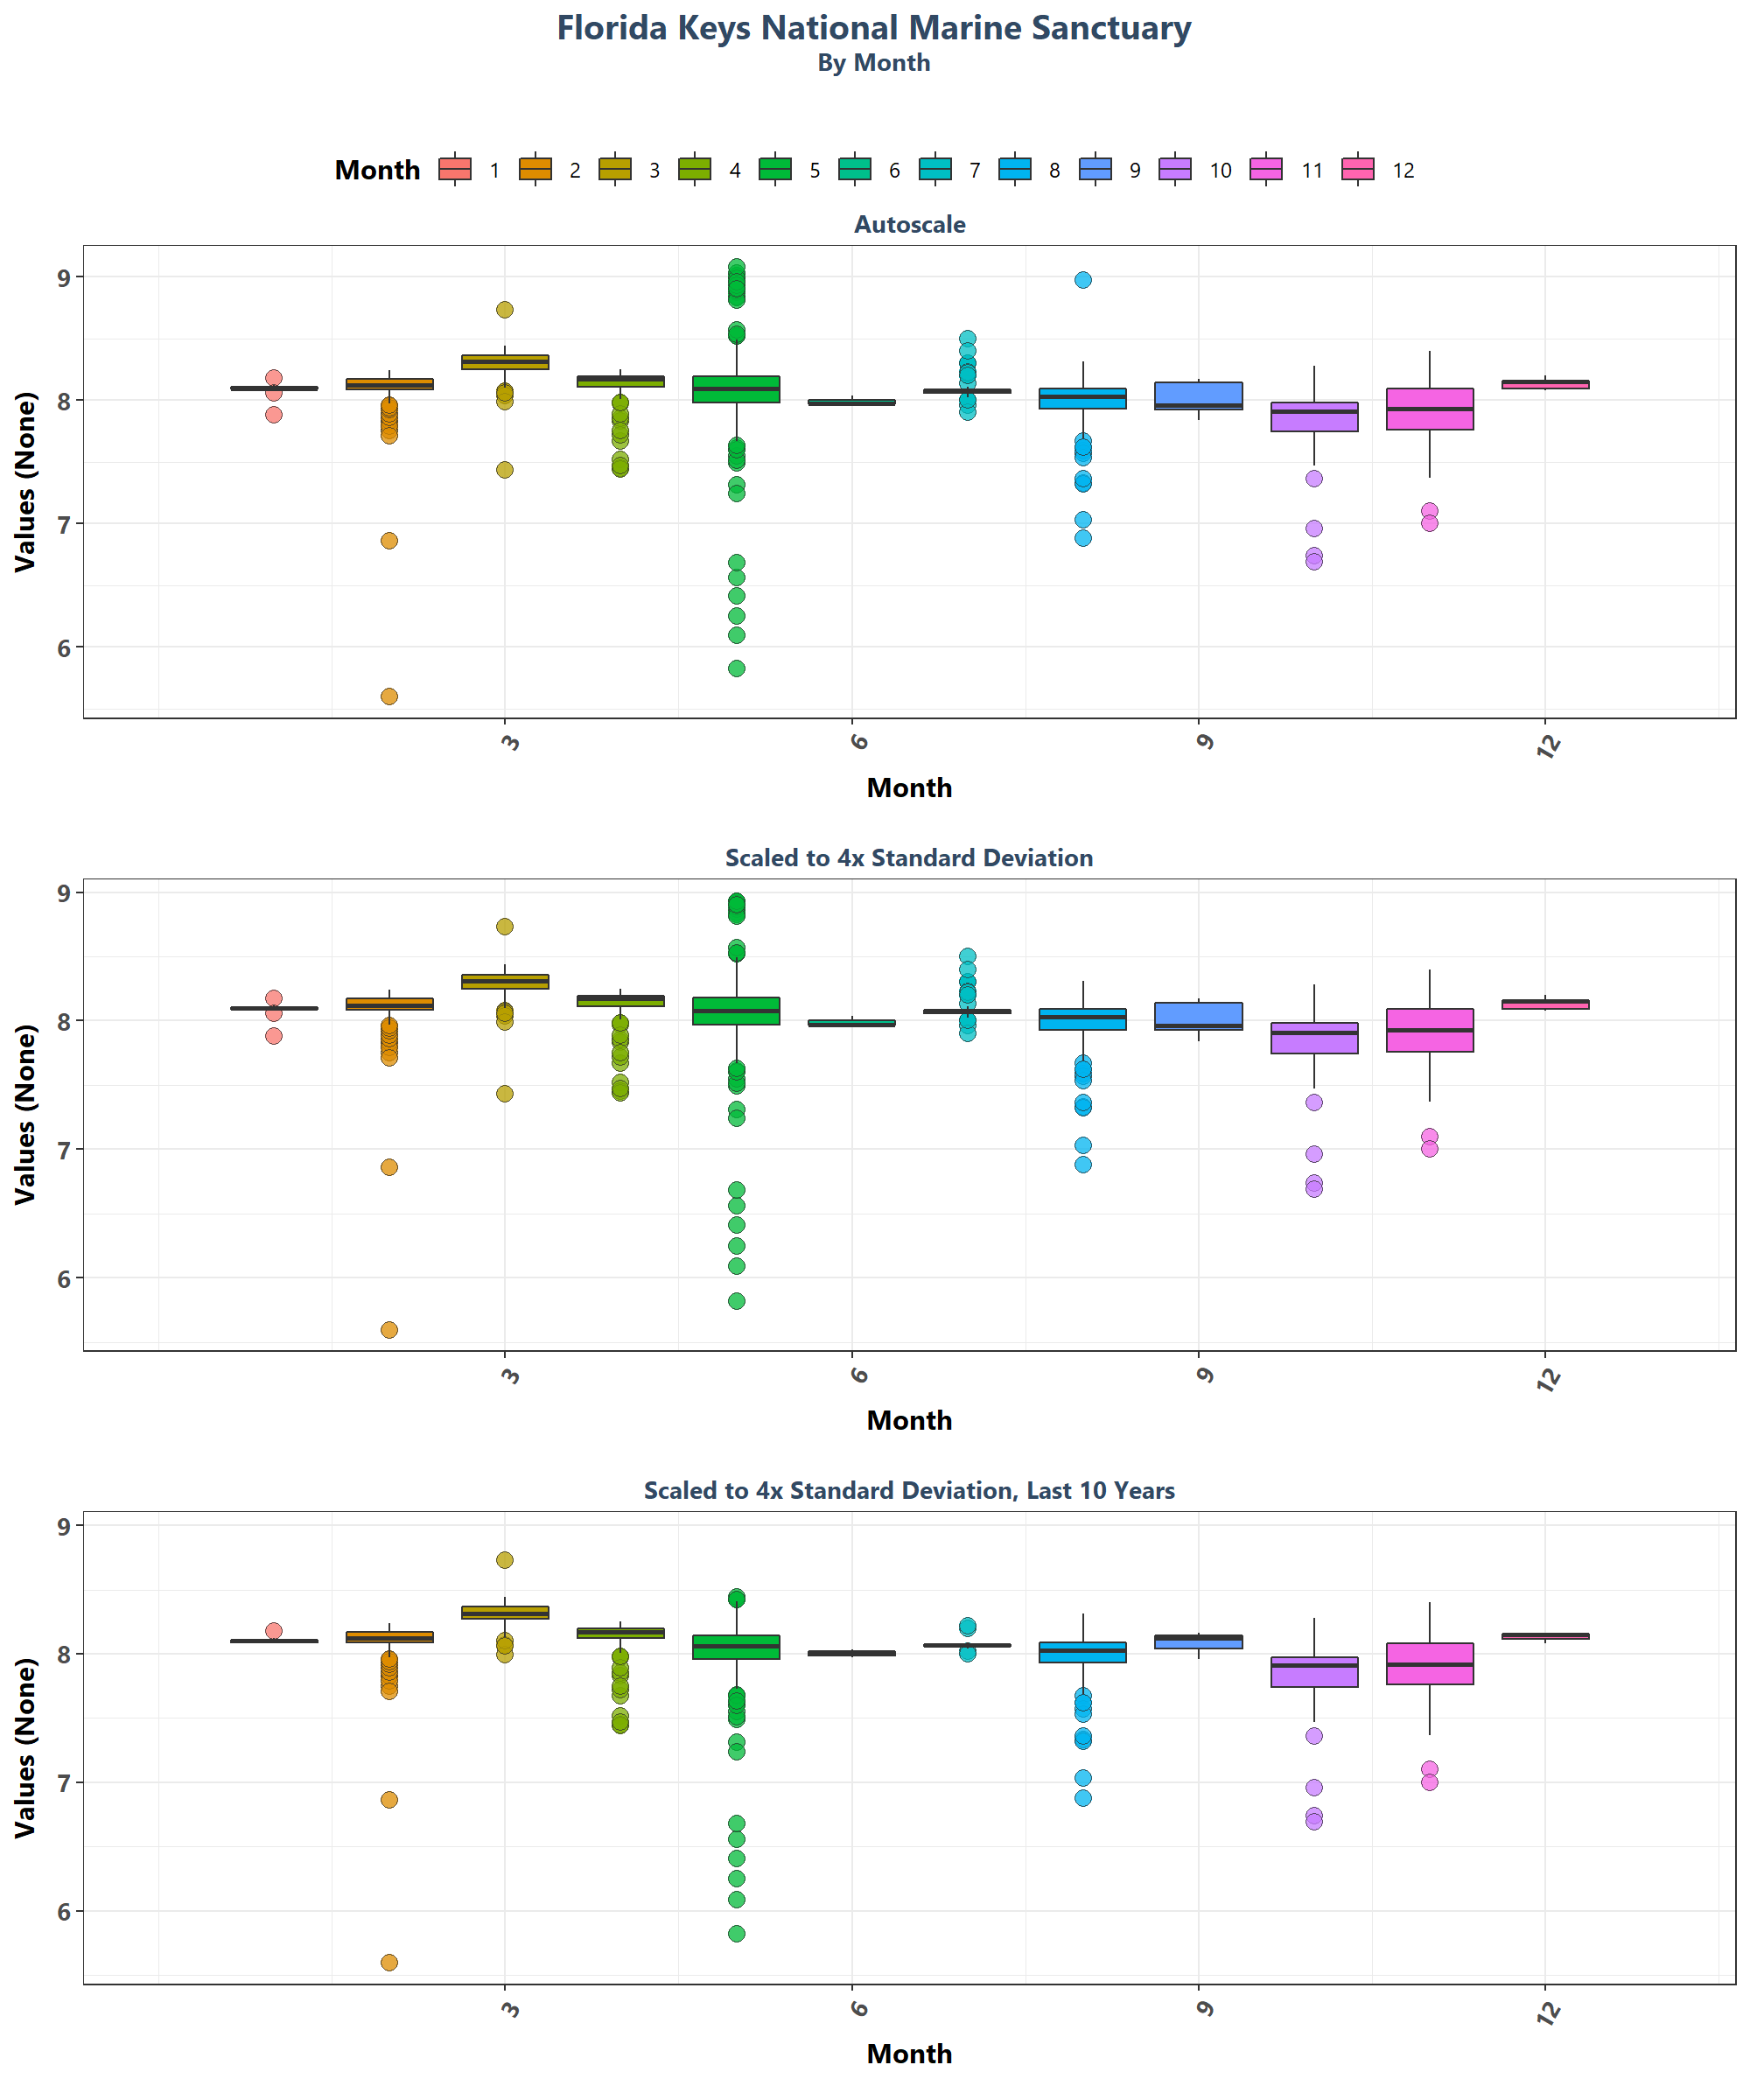 Florida Keys National Marine Sanctuary
By Month
Month 1 2 3 4 5 6 7 8 9 10 11 12
Autoscale
Values (None)
9
8
7
6
3 6 9 12
Month
Scaled to 4x Standard Deviation
Values (None)
9
8
7
6
3 6 9 12
Month
Scaled to 4x Standard Deviation, Last 10 Years
Values (None)
9
8
7
6
3 6 9 12
Month